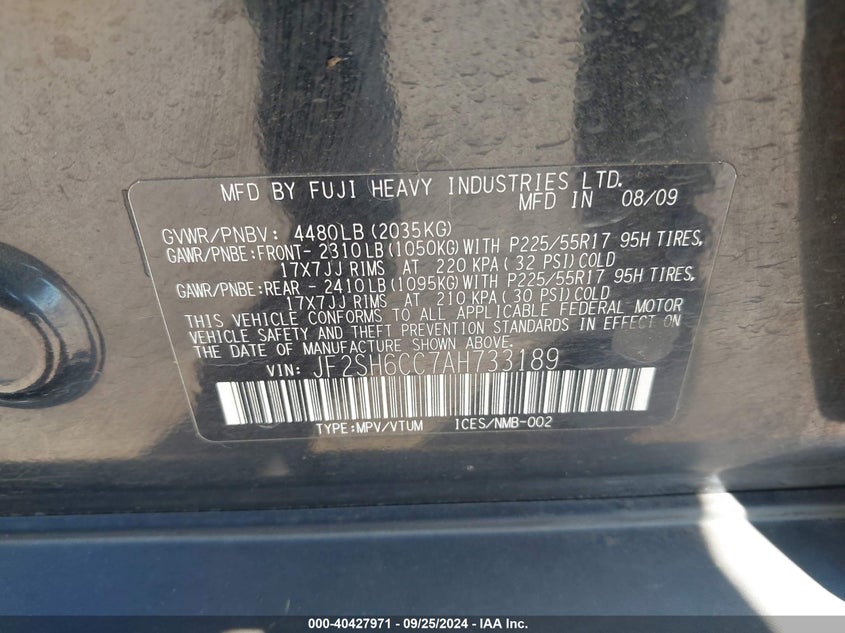 MFD BY FUJI HEAVY INDUSTRIES LTD.
MFD IN 08/09
GVWR/PNBV: 4480LB (2035KG)
GAWR/PNBE:FRONT- 2310LB(1050KG) WITH P225/55R17 95H TIRES,
17X7JJ RIMS AT 220 KPA ( 32 PSI) COLD
GAWR/PNBE:REAR - 2410LB (1095KG) WITH P225/55R17 95H TIRES,
17X7JJ RIMS AT 210 KPA ( 30 PSI) COLD
THIS VEHICLE CONFORMS TO ALL APPLICABLE FEDERAL MOTOR
VEHICLE SAFETY AND THEFT PREVENTION STANDARDS IN EFFECT ON
THE DATE OF MANUFACTURE SHOWN ABOVE.
VIN: JF2SH6CC7AH733189
TYPE:MPV/VTUM ICES/NMB-002
000-40427971 - 09/25/2024 - IAA Inc.